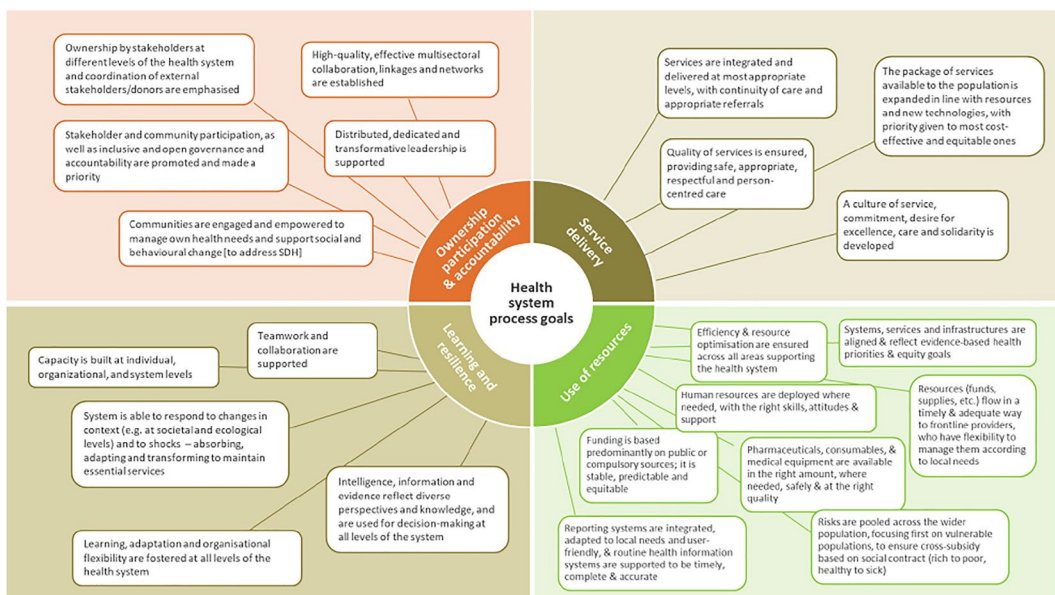 Ownership by stakeholders at
different levels of the health system
and coordination of external
stakeholders/donors are emphasised
High-quality, effective multisectoral
collaboration, linkages and networks
are established
Stakeholder and community participation, as
well as inclusive and open governance and
accountability are promoted and made a
priority
Distributed, dedicated and
transformative leadership is
supported
Communities are engaged and empowered to
manage own health needs and support social and
behavioural change [to address SDH]
Ownership
participation
& accountability
Services are integrated and
delivered at most appropriate
levels, with continuity of care and
appropriate referrals
The package of services
available to the population is
expanded in line with resources
and new technologies, with
priority given to most cost-
effective and equitable ones
Quality of services is ensured,
providing safe, appropriate,
respectful and person-
centred care
A culture of service,
commitment, desire for
excellence, care and solidarity is
developed
Service
delivery
Health
system
process goals
Learning and
resilience
Teamwork and
collaboration are
supported
Capacity is built at individual,
organizational, and system levels
System is able to respond to changes in
context (e.g. at societal and ecological
levels) and to shocks – absorbing,
adapting and transforming to maintain
essential services
Intelligence, information and
evidence reflect diverse
perspectives and knowledge, and
are used for decision-making at
all levels of the system
Learning, adaptation and organisational
flexibility are fostered at all levels of the
health system
Use of resources
Efficiency & resource
optimisation are ensured
across all areas supporting
the health system
Systems, services and infrastructures are
aligned & reflect evidence-based health
priorities & equity goals
Human resources are deployed where
needed, with the right skills, attitudes &
support
Resources (funds,
supplies, etc.) flow in a
timely & adequate way
to frontline providers,
who have flexibility to
manage them according
to local needs
Funding is based
predominantly on public or
compulsory sources; it is
stable, predictable and
equitable
Pharmaceuticals, consumables, &
medical equipment are available
in the right amount, where
needed, safely & at the right
quality
Reporting systems are integrated,
adapted to local needs and user-
friendly, & routine health information
systems are supported to be timely,
complete & accurate
Risks are pooled across the wider
population, focusing first on vulnerable
populations, to ensure cross-subsidy
based on social contract (rich to poor,
healthy to sick)